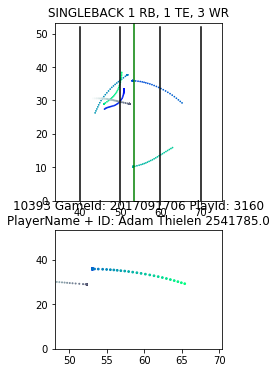 SINGLEBACK 1 RB, 1 TE, 3 WR
50
40
30
20
10
0
40 50 60 70
10393 GameId: 2017091706 PlayId: 3160
PlayerName + ID: Adam Thielen 2541785.0
40
20
0
50 55 60 65 70